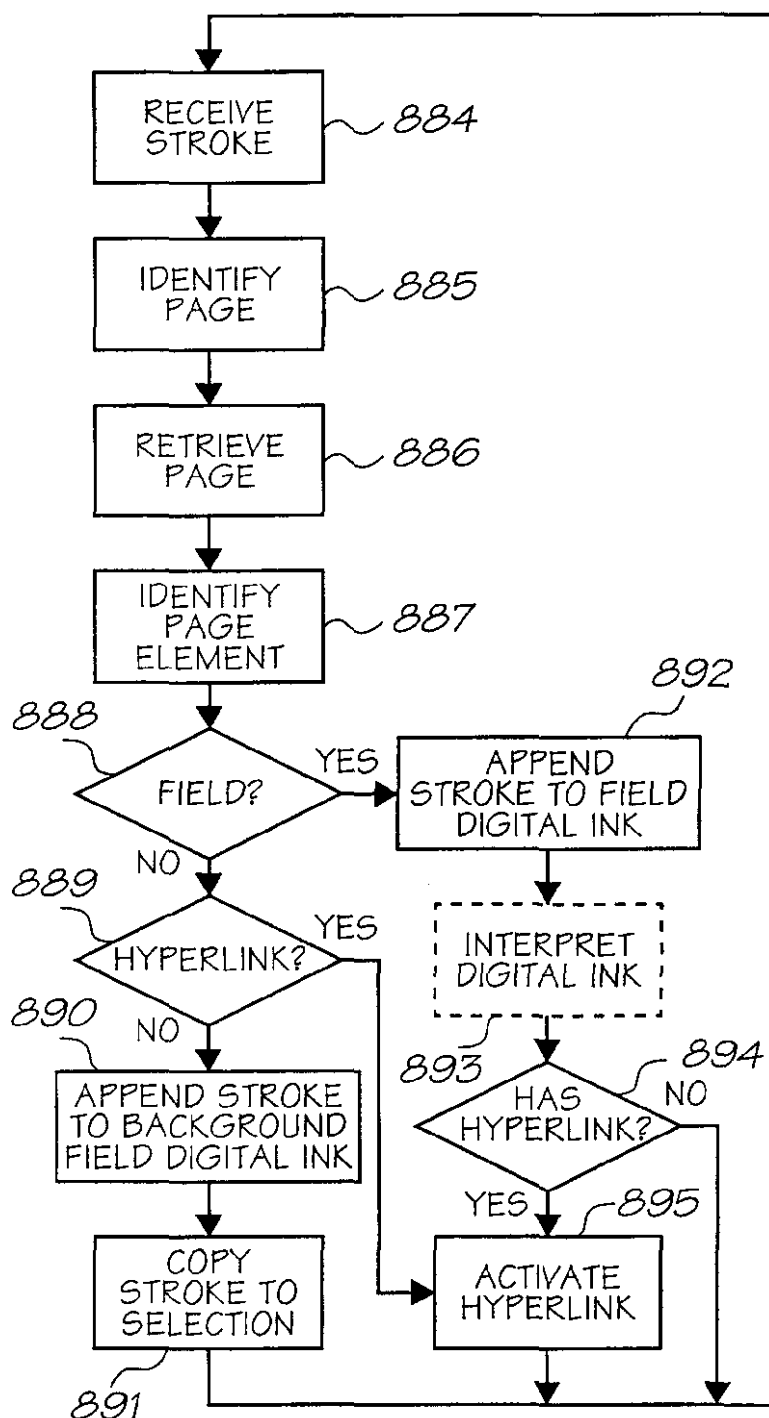 RECEIVE
STROKE
884
IDENTIFY
PAGE
885
RETRIEVE
PAGE
886
IDENTIFY
PAGE
ELEMENT
887
888
FIELD?
YES
NO
892
APPEND
STROKE TO FIELD
DIGITAL INK
889
HYPERLINK?
YES
NO
INTERPRET
DIGITAL INK
893
890
APPEND STROKE
TO BACKGROUND
FIELD DIGITAL INK
894
HAS
HYPERLINK?
NO
YES
895
COPY
STROKE TO
SELECTION
891
ACTIVATE
HYPERLINK